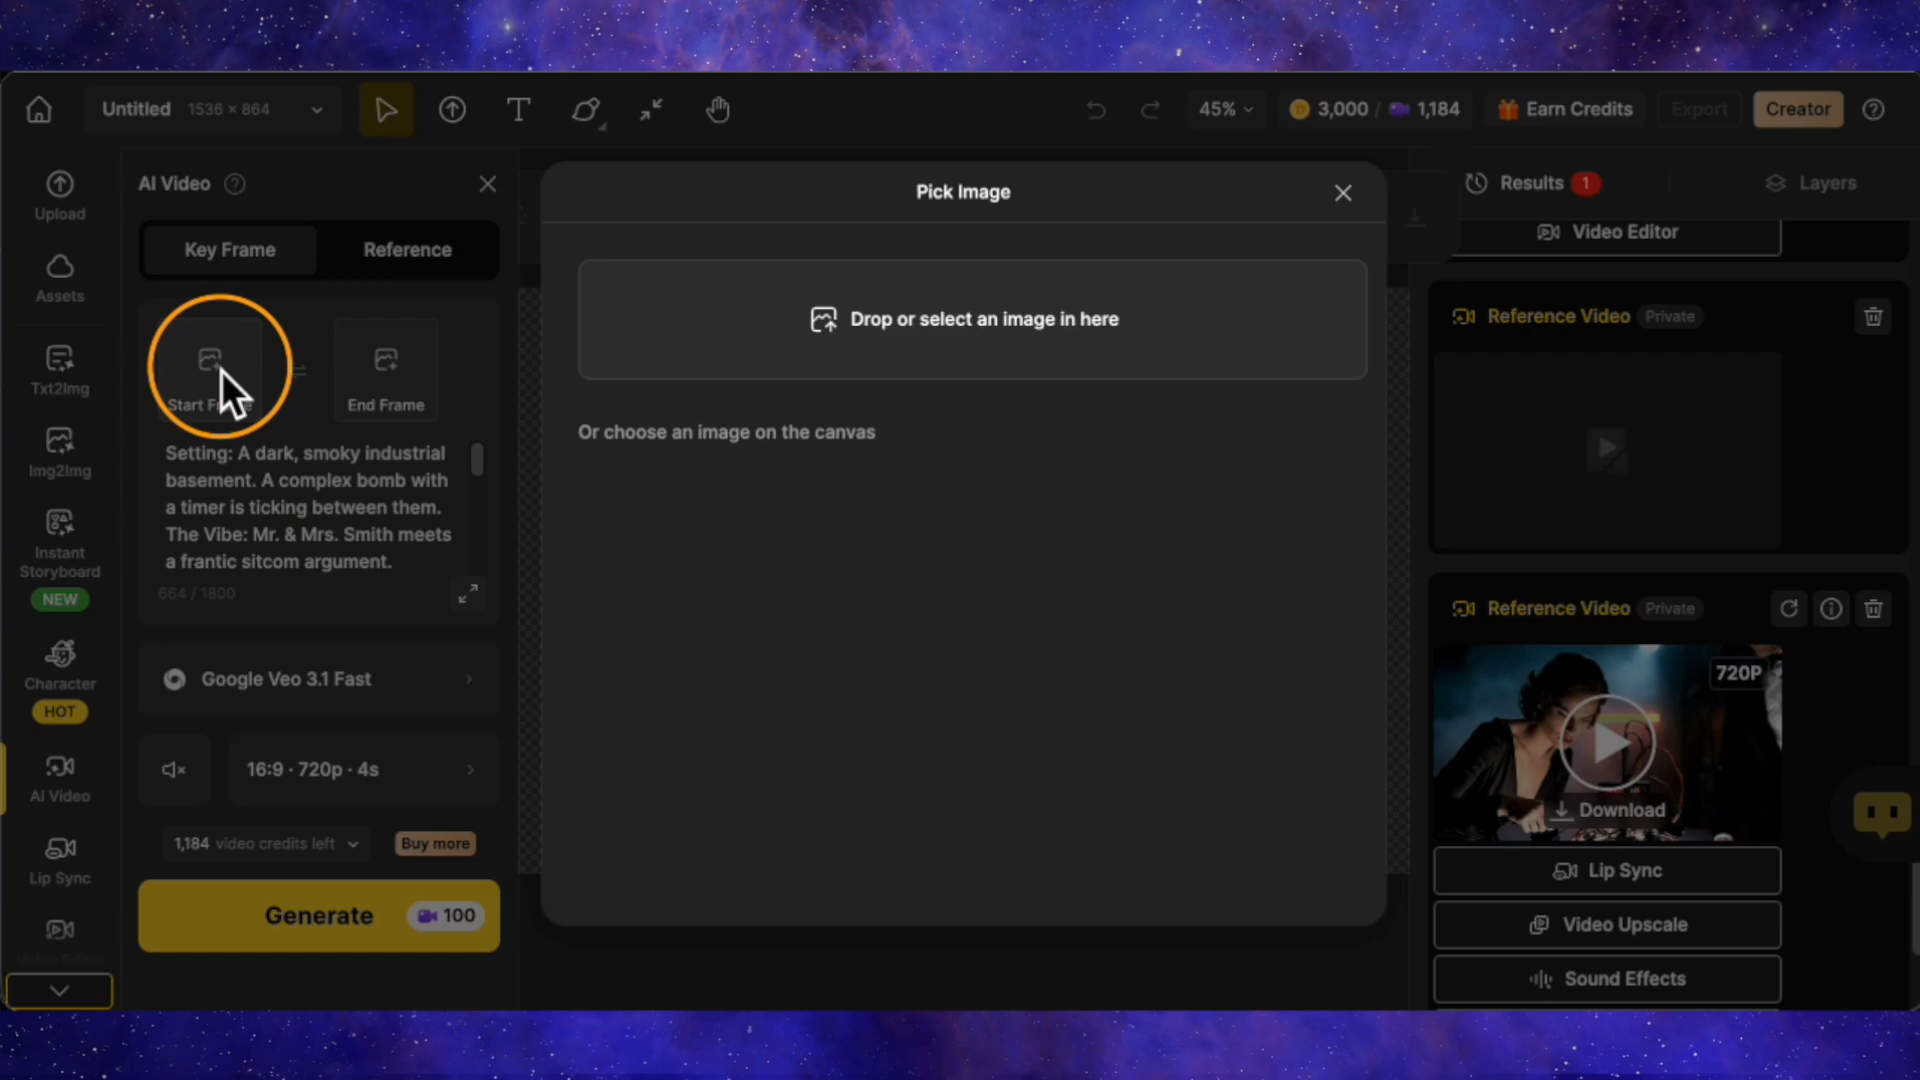 Untitled 1536 × 864
45%
3,000 / 1,184
Earn Credits
Export
Creator
Upload
Assets
Txt2Img
Img2Img
Instant
Storyboard
NEW
Character
HOT
AI Video
Lip Sync
AI Video
Key Frame
Reference
End Frame
Setting: A dark, smoky industrial
basement. A complex bomb with
a timer is ticking between them.
The Vibe: Mr. & Mrs. Smith meets
a frantic sitcom argument.
664 / 1800
Google Veo 3.1 Fast
16:9 · 720p · 4s
1,184 video credits left
Buy more
Generate 100
Pick Image
Drop or select an image in here
Or choose an image on the canvas
Results 1
Layers
Video Editor
Reference Video Private
Reference Video Private
720P
Download
Lip Sync
Video Upscale
Sound Effects